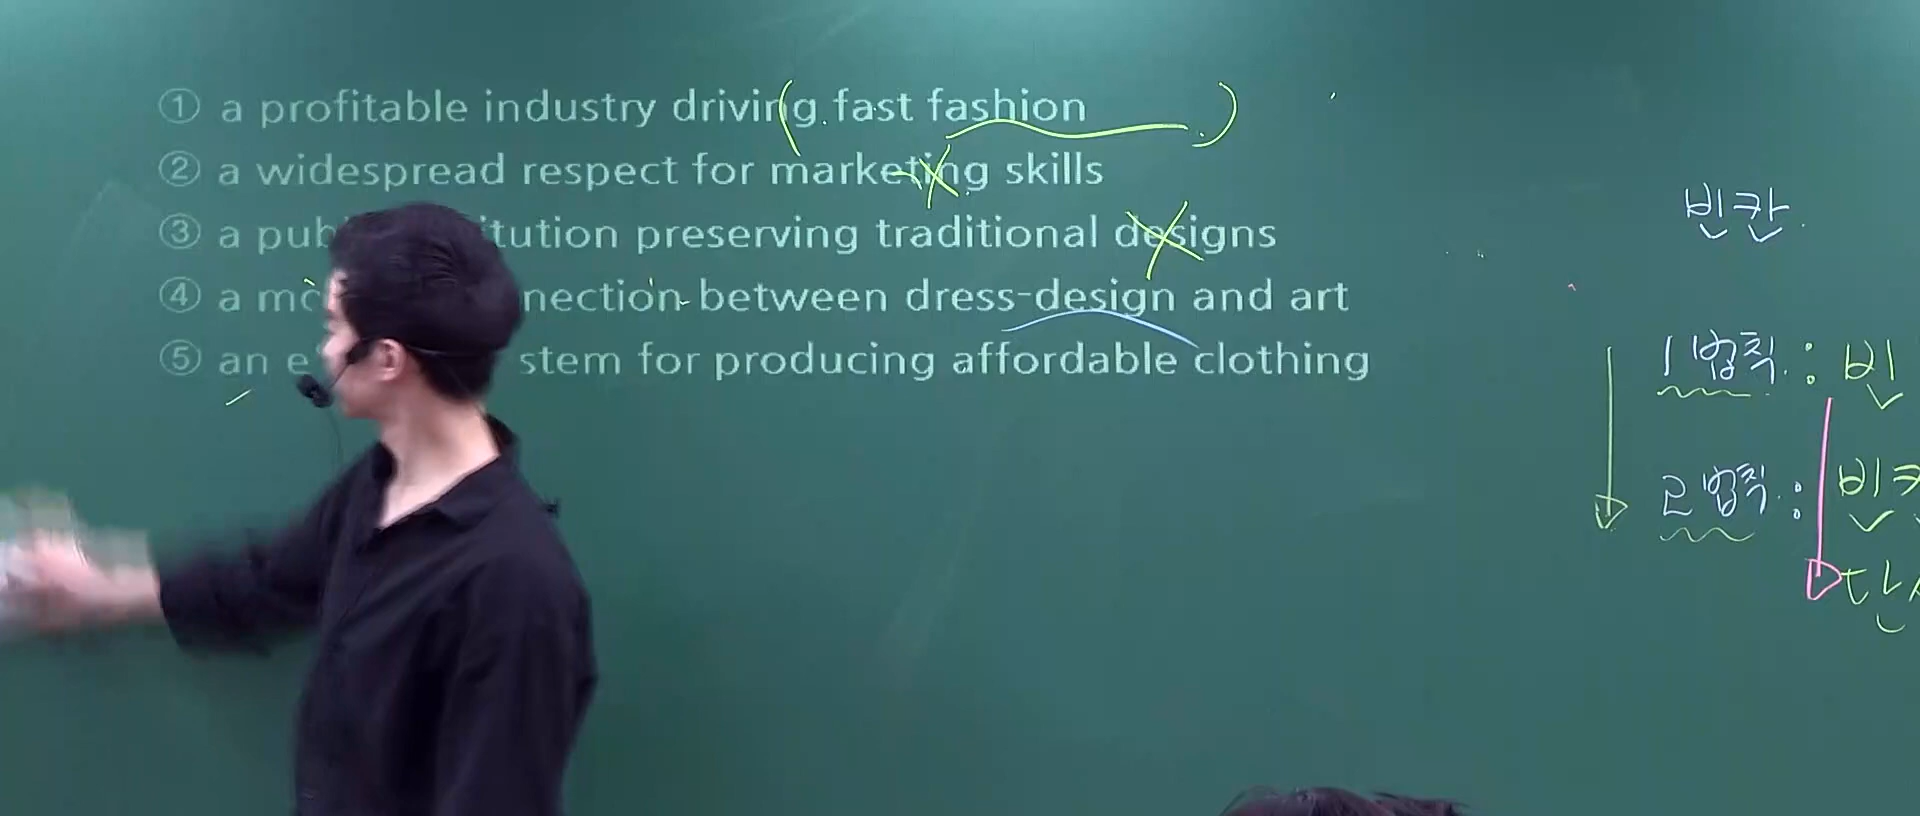 ① a profitable industry driving fast fashion
② a widespread respect for marketing skills
③ a tution preserving traditional designs
④ a nection between dress-design and art
⑤ an stem for producing affordable clothing
빈칸.
1법칙 : 빈
2법칙 : 빈